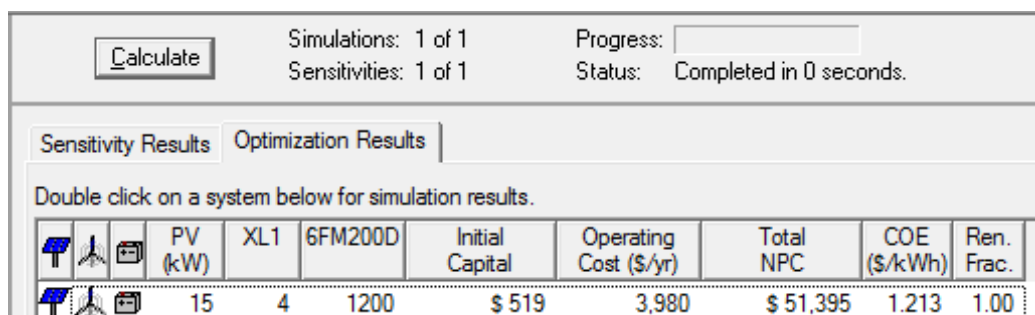 Calculate
Simulations: 1 of 1 Progress:
Sensitivities: 1 of 1 Status: Completed in 0 seconds.
Sensitivity Results Optimization Results
Double click on a system below for simulation results.
PV (kW) XL1 6FM200D Initial Capital Operating Cost ($/yr) Total NPC COE ($/kWh) Ren. Frac.
15 4 1200 $ 519 3,980 $ 51,395 1.213 1.00